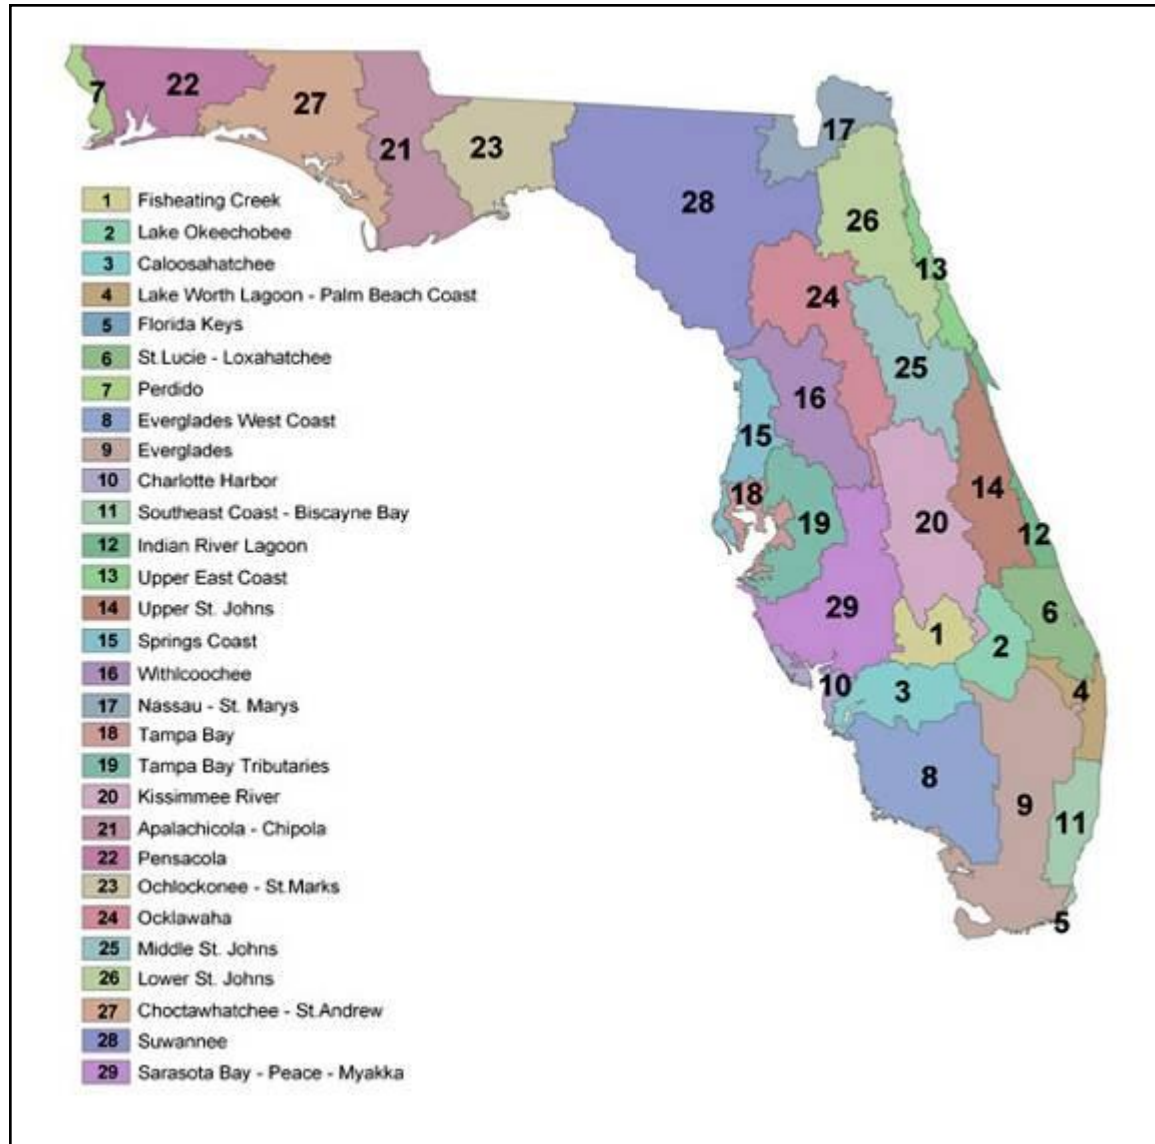 7
22
27
21
23
28
17
26
13
24
25
16
15
14
18
19
20
12
29
1
6
2
10
3
4
8
9
11
5
1 Fisheating Creek
2 Lake Okeechobee
3 Caloosahatchee
4 Lake Worth Lagoon - Palm Beach Coast
5 Florida Keys
6 St.Lucie - Loxahatchee
7 Perdido
8 Everglades West Coast
9 Everglades
10 Charlotte Harbor
11 Southeast Coast - Biscayne Bay
12 Indian River Lagoon
13 Upper East Coast
14 Upper St. Johns
15 Springs Coast
16 Withlcoochee
17 Nassau - St. Marys
18 Tampa Bay
19 Tampa Bay Tributaries
20 Kissimmee River
21 Apalachicola - Chipola
22 Pensacola
23 Ochlockonee - St.Marks
24 Ocklawaha
25 Middle St. Johns
26 Lower St. Johns
27 Choctawhatchee - St.Andrew
28 Suwannee
29 Sarasota Bay - Peace - Myakka